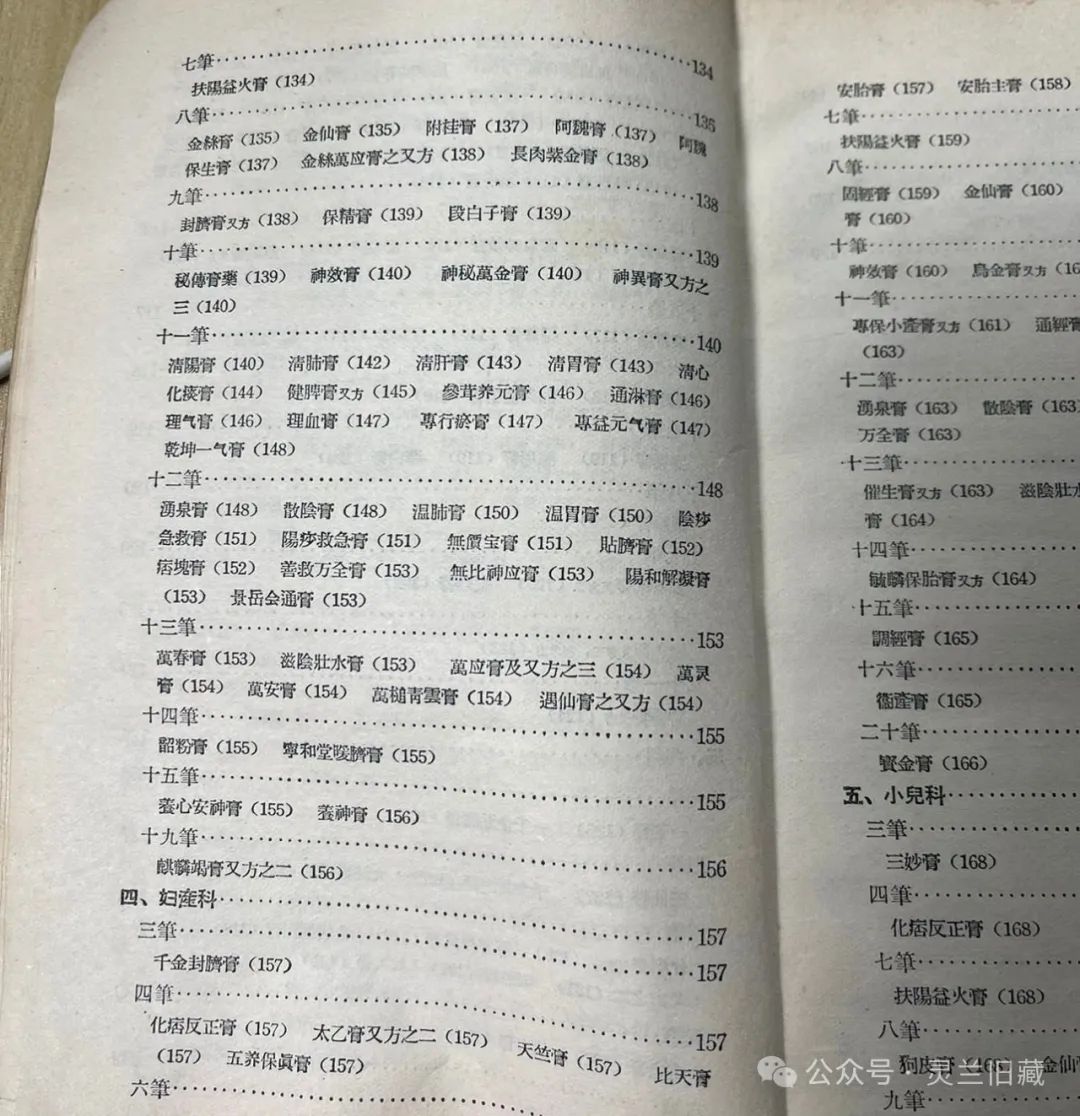 七筆……134
扶陽益火膏（134）
八筆……135
金絲膏（135） 金仙膏（135） 附桂膏（137） 阿魏膏（137） 阿魏
保生膏（137） 金絲萬应膏之又方（138） 長肉紫金膏（138）
九筆……138
封臍膏又方（138） 保精膏（139） 段白子膏（139）
十筆……139
秘傳膏藥（139） 神效膏（140） 神秘萬金膏（140） 神異膏又方之
三（140）
十一筆……140
清陽膏（140） 清肺膏（142） 清肝膏（143） 清胃膏（143） 清心
化痰膏（144） 健脾膏又方（145） 參茸养元膏（146） 通淋膏（146）
理气膏（146） 理血膏（147） 專行瘀膏（147） 專益元气膏（147）
乾坤一气膏（148）
十二筆……148
湧泉膏（148） 散陰膏（148） 温肺膏（150） 温胃膏（150） 陰痧
急救膏（151） 陽痧救急膏（151） 無價宝膏（151） 貼臍膏（152）
痞塊膏（152） 善救万全膏（153） 無比神应膏（153） 陽和解凝膏
（153） 景岳会通膏（153）
十三筆……153
萬春膏（153） 滋陰壯水膏（153） 萬应膏及又方之三（154） 萬灵
膏（154） 萬安膏（154） 萬槌青雲膏（154） 遇仙膏之又方（154）
十四筆……155
韶粉膏（155） 寧和堂暖臍膏（155）
十五筆……155
養心安神膏（155） 養神膏（156）
十九筆……156
麒麟竭膏又方之二（156）
四、妇產科……157
三筆……157
千金封臍膏（157）
四筆……157
化痞反正膏（157） 太乙膏又方之二（157） 天竺膏（157） 比天膏
（157） 五养保眞膏（157）
六筆……
安胎膏（157） 安胎主膏（158）
七筆……
扶陽益火膏（159）
八筆……
固經膏（159） 金仙膏（160）
膏（160）
十筆……
神效膏（160） 烏金膏又方（16
十一筆……
專保小產膏又方（161） 通經膏
（163）
十二筆……
湧泉膏（163） 散陰膏（163
万全膏（163）
十三筆……
催生膏又方（163） 滋陰壯水
膏（164）
十四筆……
毓麟保胎膏又方（164）
十五筆……
調經膏（165）
十六筆……
衞產膏（165）
二十筆……
寳金膏（166）
五、小兒科……
三筆……
三妙膏（168）
四筆……
化痞反正膏（168）
七筆……
扶陽益火膏（168）
八筆……
狗皮膏（168） 金仙
九筆……
公众号·灵兰旧藏